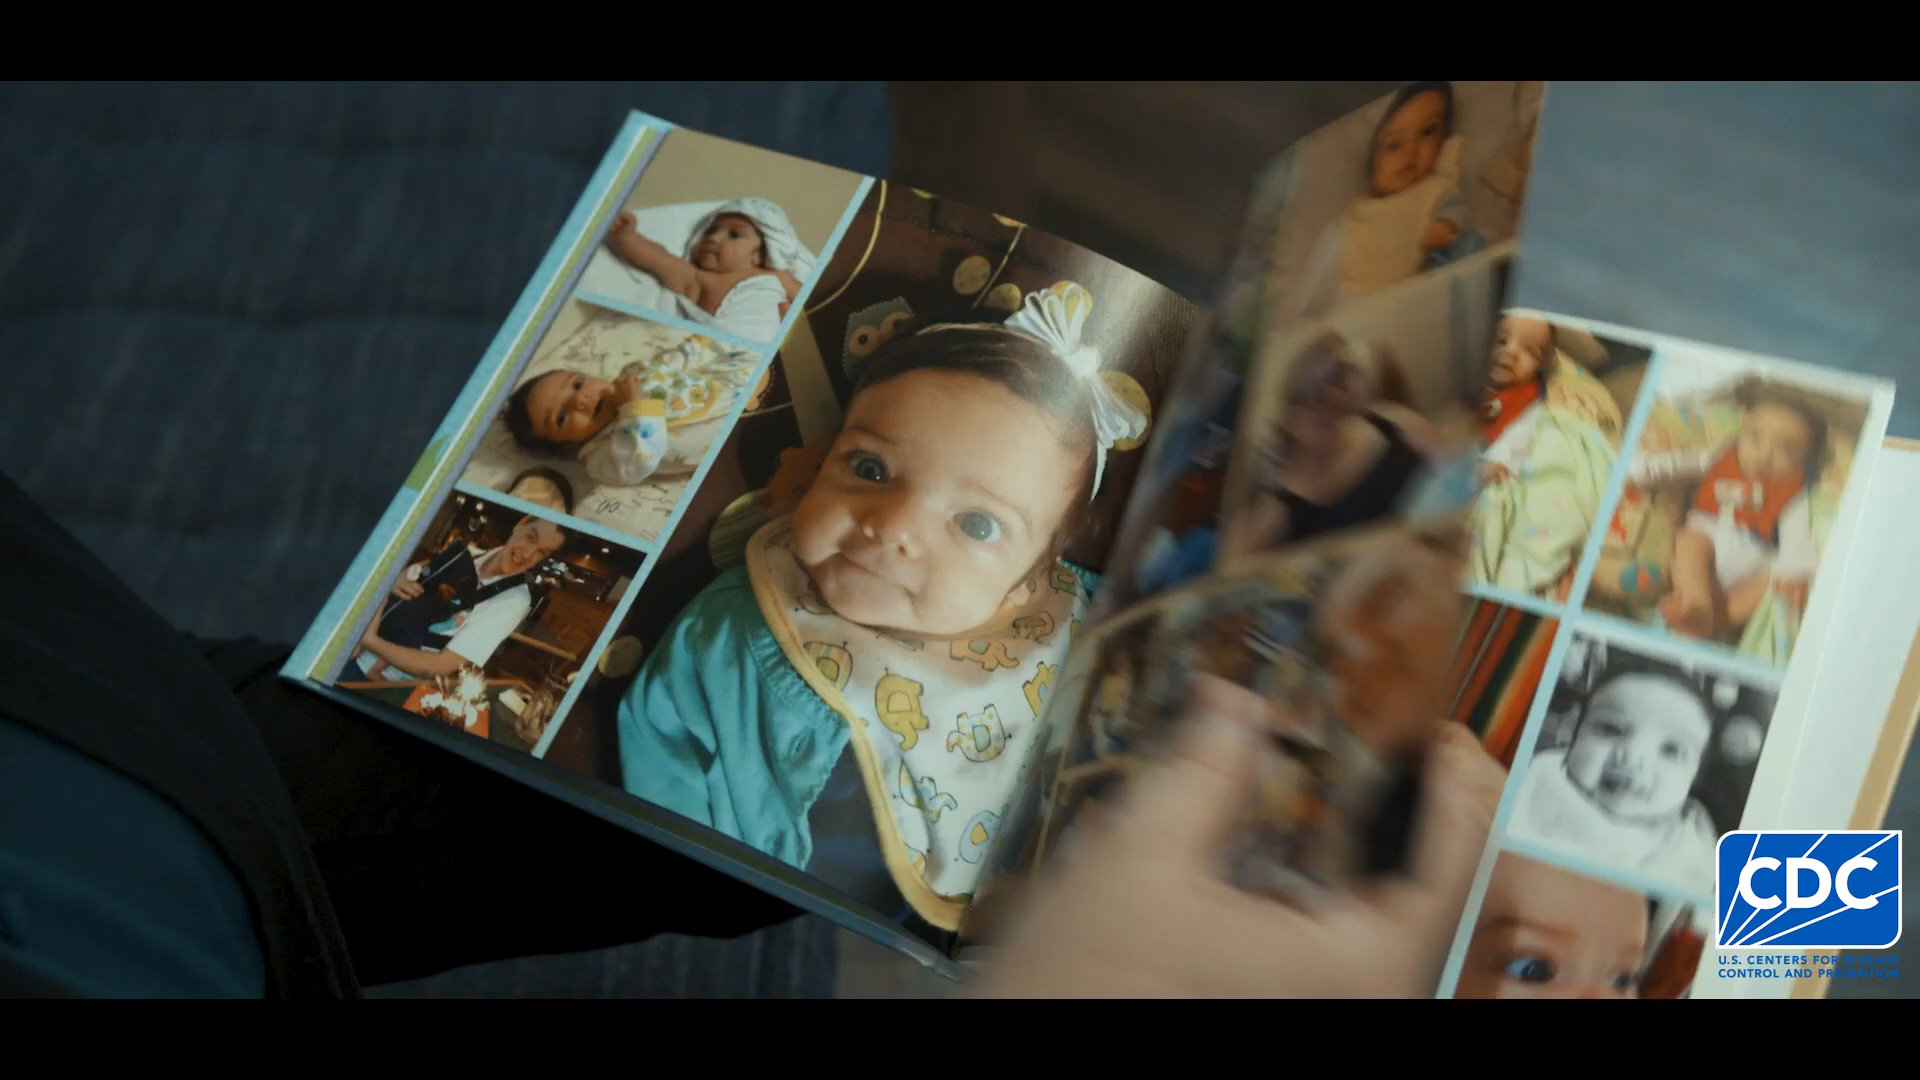 CDC
U.S. CENTERS FOR DISEASE
CONTROL AND PREVENTION